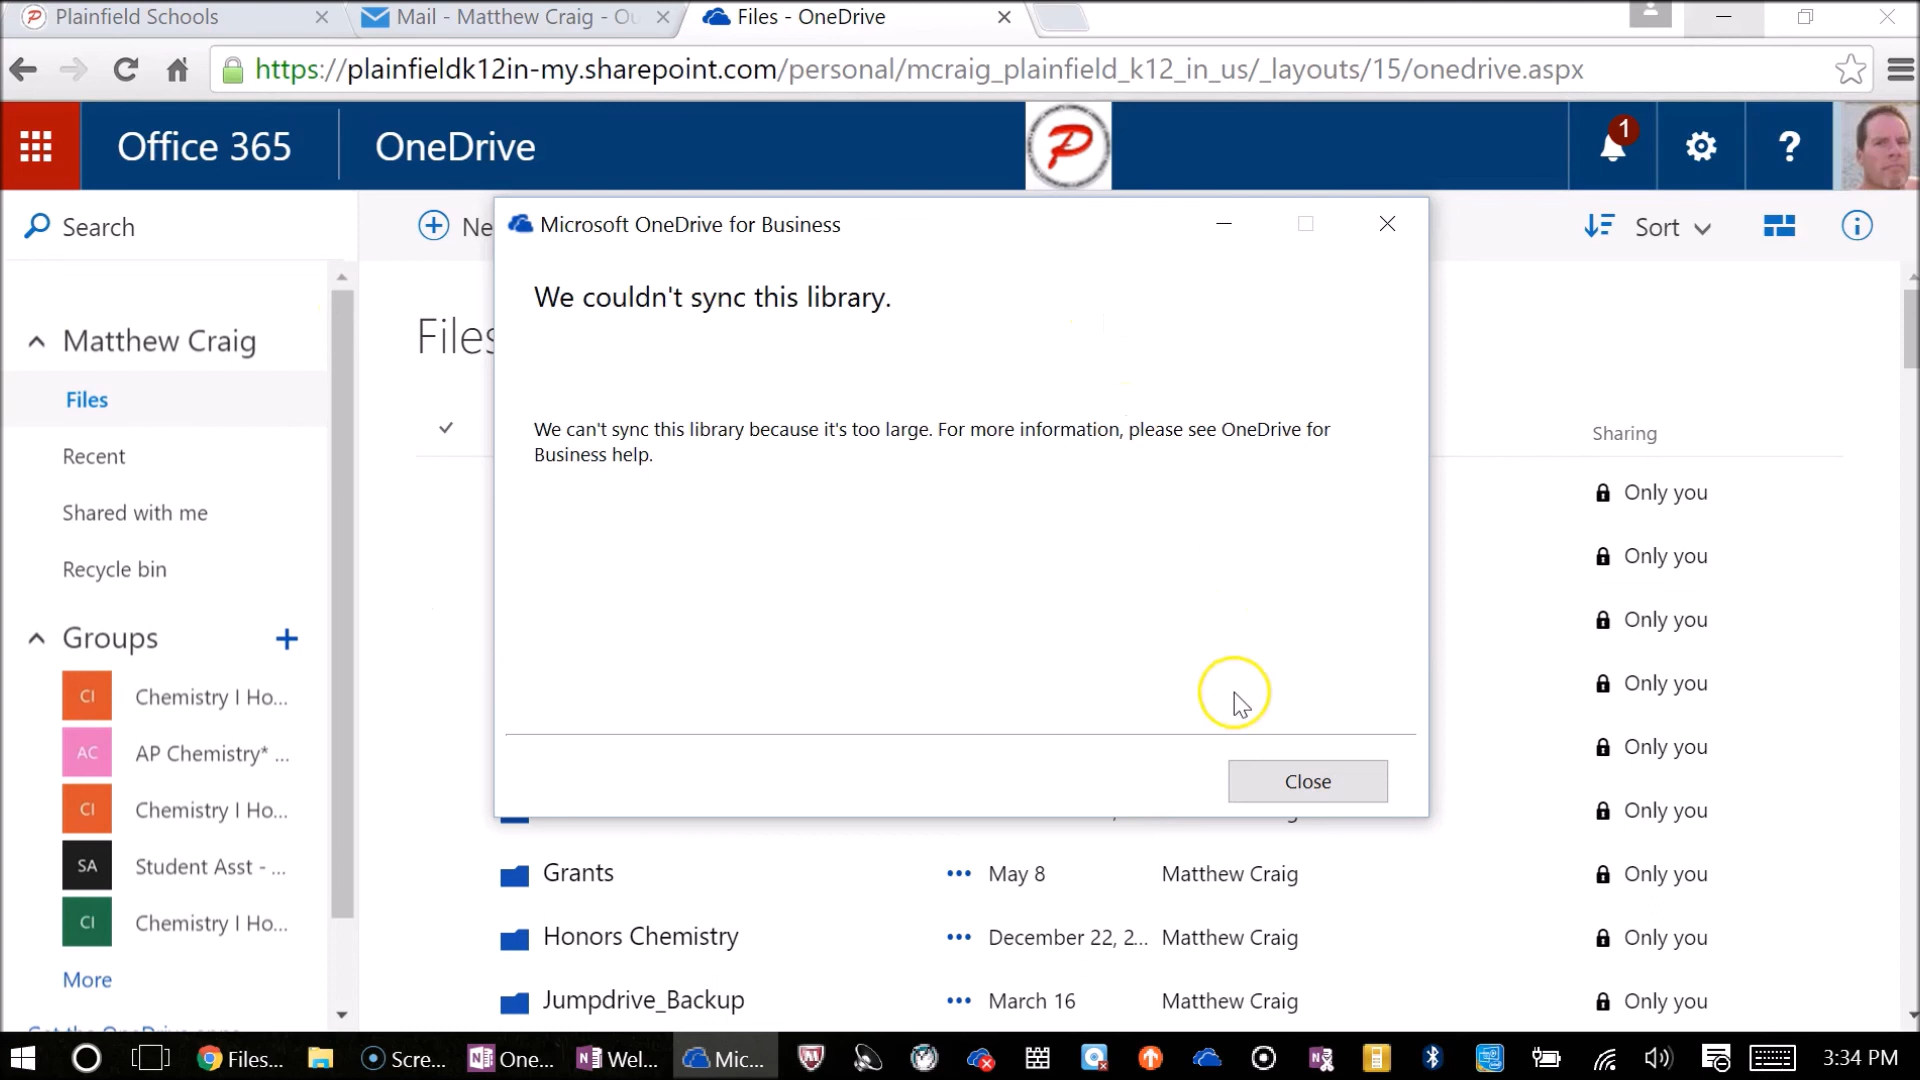 Plainfield Schools
Mail - Matthew Craig - Ou
Files - OneDrive
https://plainfieldk12in-my.sharepoint.com/personal/mcraig_plainfield_k12_in_us/_layouts/15/onedrive.aspx
Office 365
OneDrive
P
1
?
Search
Ne
Microsoft OneDrive for Business
Sort
We couldn't sync this library.
Matthew Craig
Files
Files
Recent
Shared with me
Recycle bin
We can't sync this library because it's too large. For more information, please see OneDrive for
Business help.
Sharing
Only you
Only you
Only you
Only you
Only you
Only you
Groups
CI Chemistry I Ho...
AC AP Chemistry* ...
CI Chemistry I Ho...
SA Student Asst - ...
CI Chemistry I Ho...
More
Get the OneDrive apps
Close
Grants ••• May 8 Matthew Craig Only you
Honors Chemistry ••• December 22, 2... Matthew Craig Only you
Jumpdrive_Backup ••• March 16 Matthew Craig Only you
Files...
Scre...
One...
Wel...
Mic...
3:34 PM